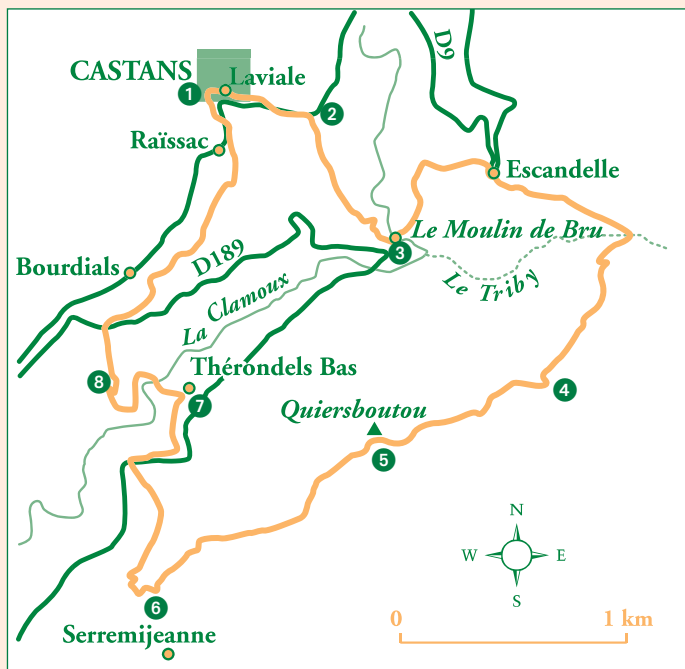 D9
CASTANS
Laviale
1
2
Raïssac
Escandelle
Le Moulin de Bru
3
D189
Bourdials
La Clamoux
Le Triby
Thérondels Bas
8
7
4
Quiersboutou
5
N
W E
S
6
0 1 km
Serremijeanne